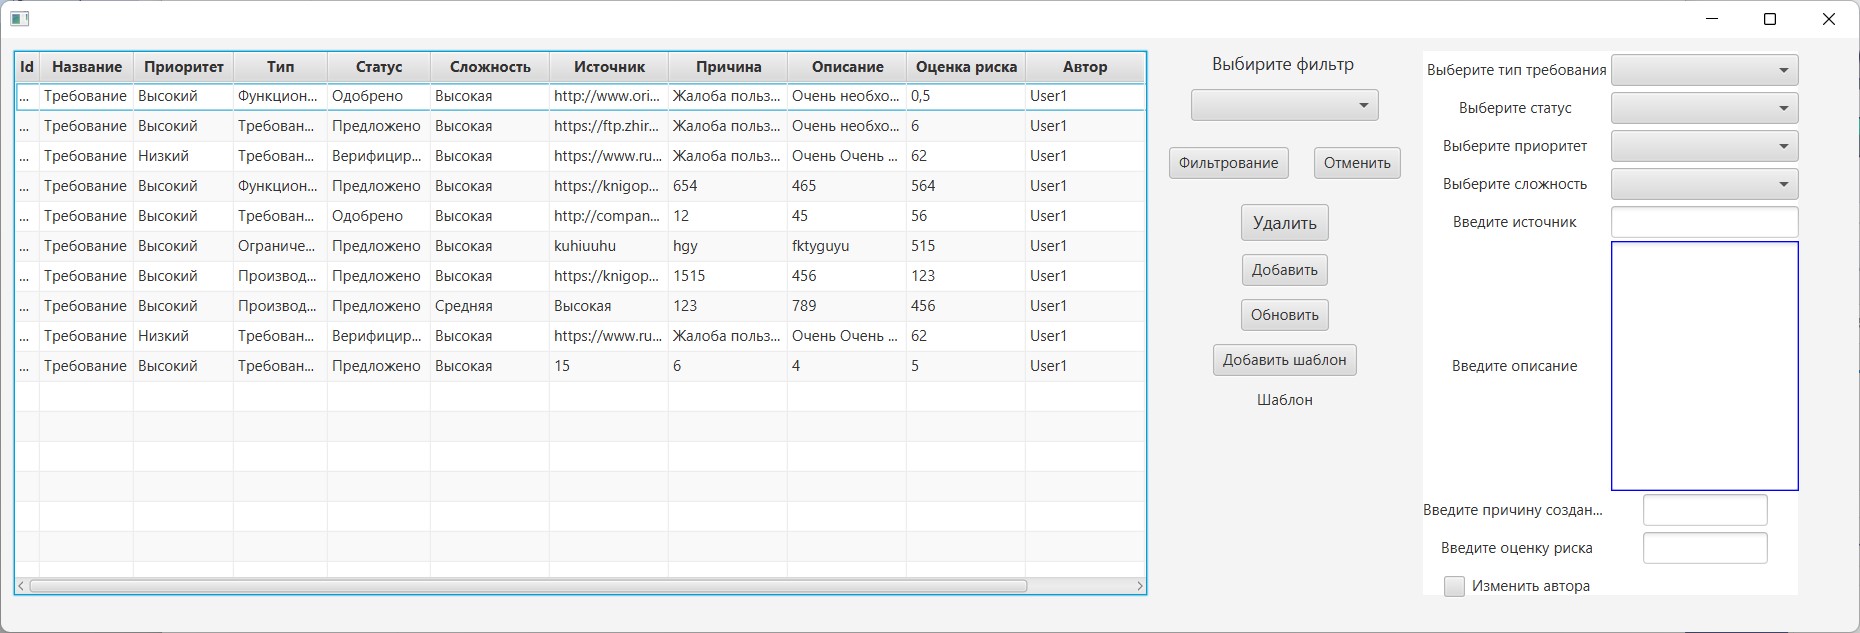 Id Название Приоритет Тип Статус Сложность Источник Причина Описание Оценка риска Автор
... Требование Высокий Функцион... Одобрено Высокая http://www.ori... Жалоба польз... Очень необхо... 0,5 User1
... Требование Высокий Требован... Предложено Высокая https://ftp.zhir... Жалоба польз... Очень необхо... 6 User1
... Требование Низкий Требован... Верифицир... Высокая https://www.ru... Жалоба польз... Очень Очень ... 62 User1
... Требование Высокий Функцион... Предложено Высокая https://knigop... 654 465 564 User1
... Требование Высокий Требован... Одобрено Высокая http://compan... 12 45 56 User1
... Требование Высокий Ограниче... Предложено Высокая kuhiuuhu hgy fktyguyu 515 User1
... Требование Высокий Производ... Предложено Высокая https://knigop... 1515 456 123 User1
... Требование Высокий Производ... Предложено Средняя Высокая 123 789 456 User1
... Требование Низкий Требован... Верифицир... Высокая https://www.ru... Жалоба польз... Очень Очень ... 62 User1
... Требование Высокий Требован... Предложено Высокая 15 6 4 5 User1
Выбирите фильтр
Фильтрование Отменить
Удалить
Добавить
Обновить
Добавить шаблон
Шаблон
Выберите тип требования
Выберите статус
Выберите приоритет
Выберите сложность
Введите источник
Введите описание
Введите причину создан...
Введите оценку риска
Изменить автора